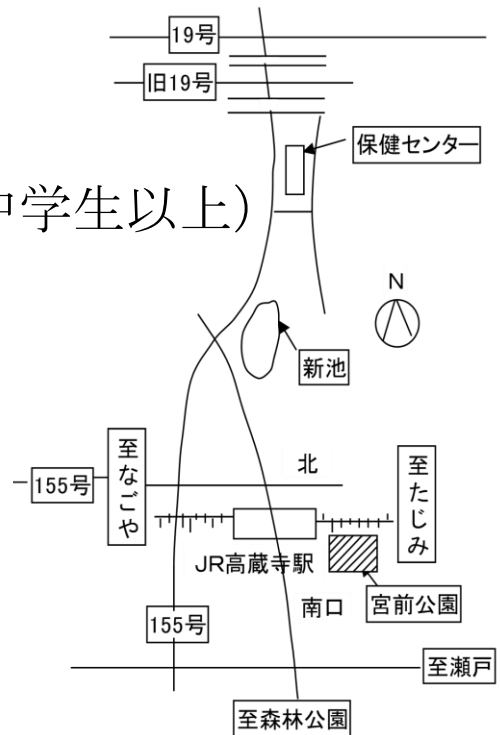 19号
旧19号
保健センター
中学生以上)
N
新池
至なごや
北
至たじみ
155号
JR高蔵寺駅
南口
宮前公園
155号
至瀬戸
至森林公園